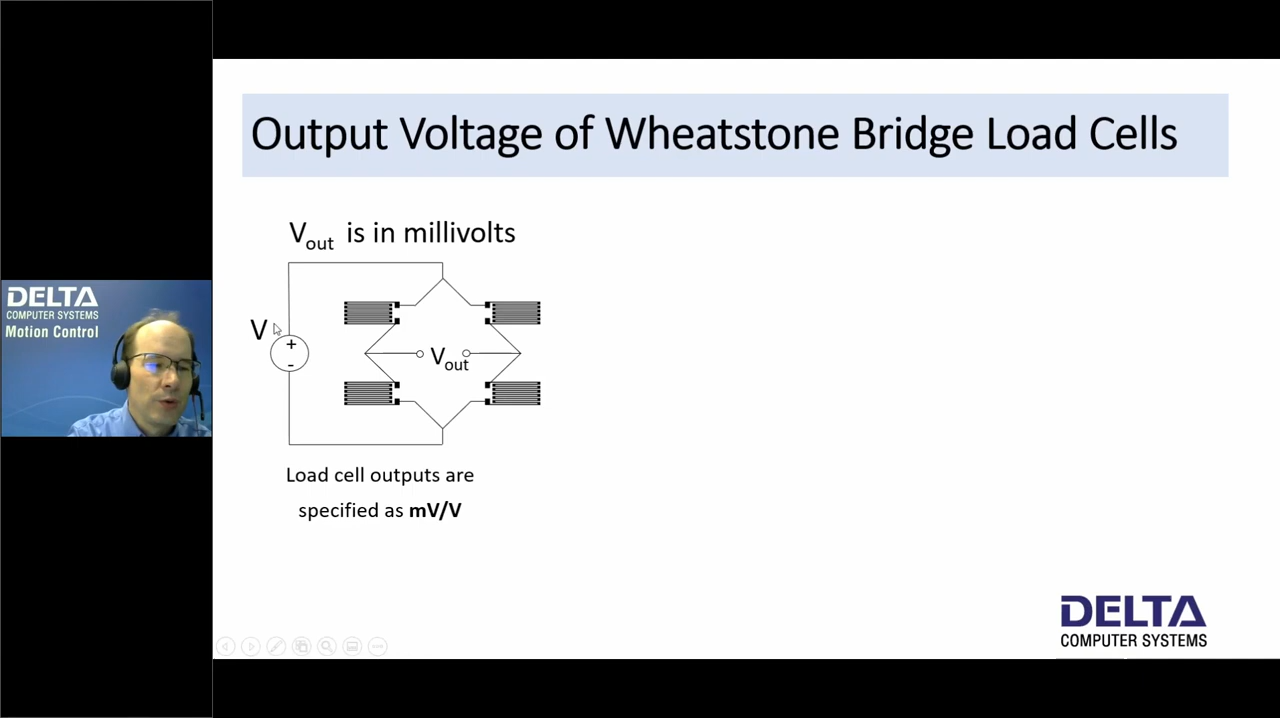 Output Voltage of Wheatstone Bridge Load Cells
Vout is in millivolts
V
+
-
Vout
Load cell outputs are
specified as mV/V
DELTA
COMPUTER SYSTEMS
Motion Control
DELTA
COMPUTER SYSTEMS